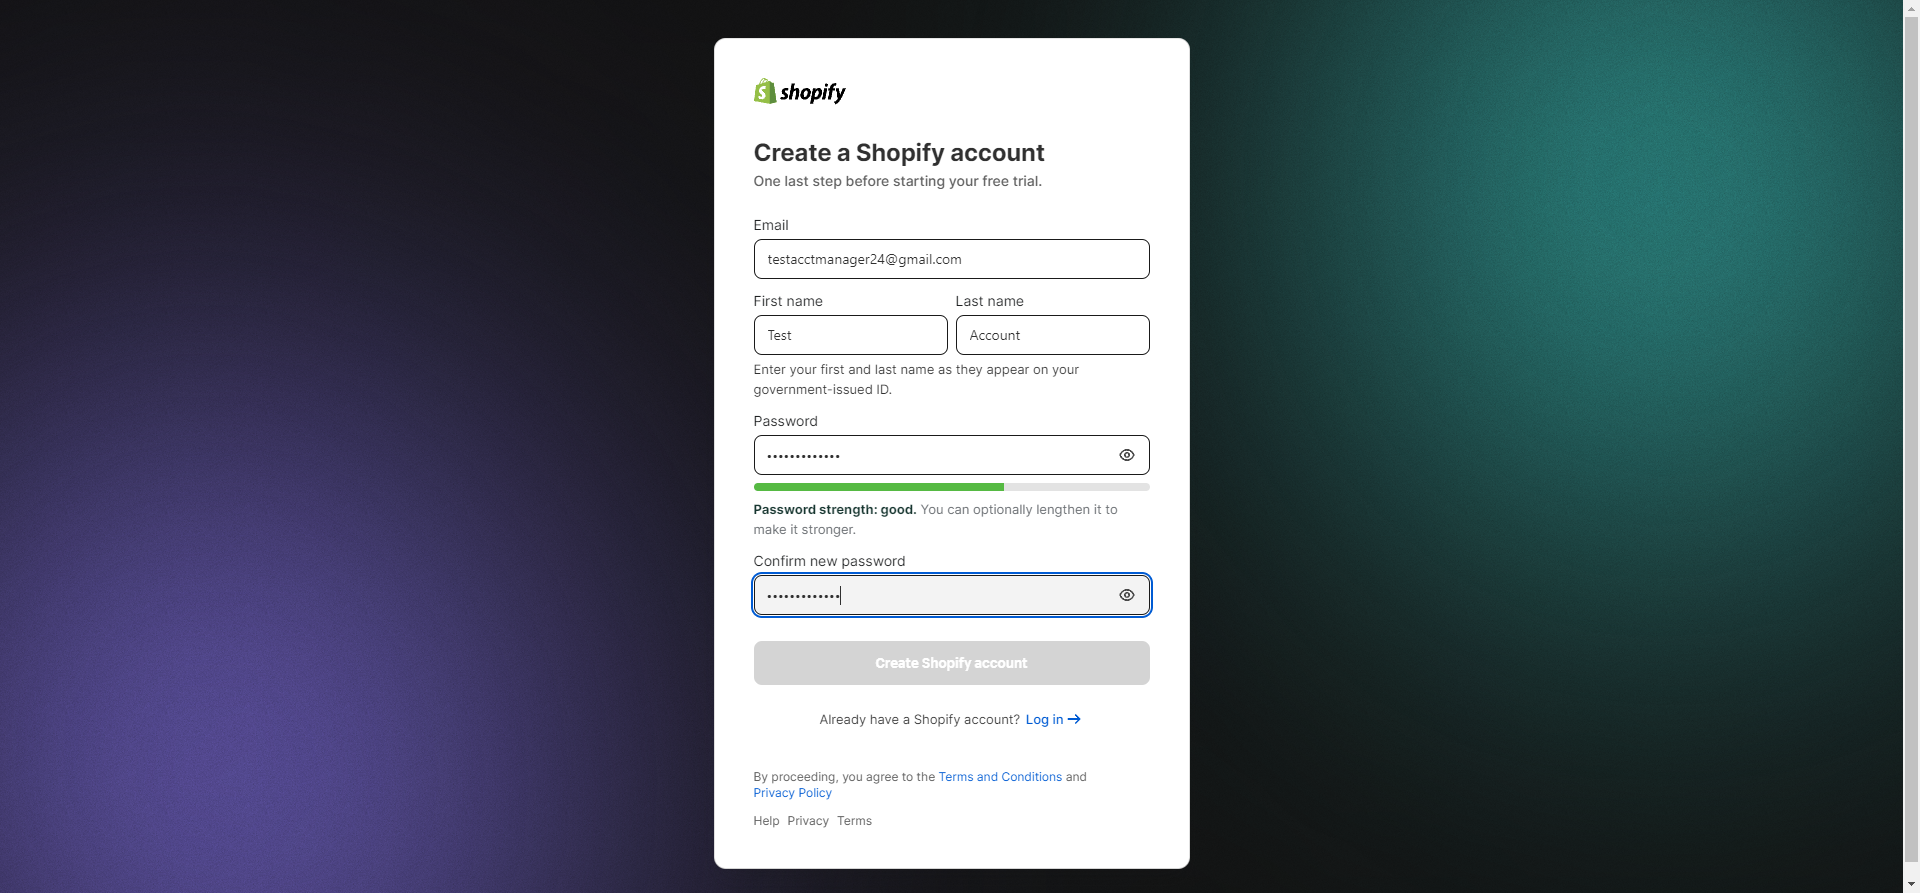 shopify
Create a Shopify account
One last step before starting your free trial.
Email
testacctmanager24@gmail.com
First name Last name
Test Account
Enter your first and last name as they appear on your
government-issued ID.
Password
•••••••••••••
Password strength: good. You can optionally lengthen it to
make it stronger.
Confirm new password
•••••••••••••
Create Shopify account
Already have a Shopify account? Log in →
By proceeding, you agree to the Terms and Conditions and
Privacy Policy
Help Privacy Terms